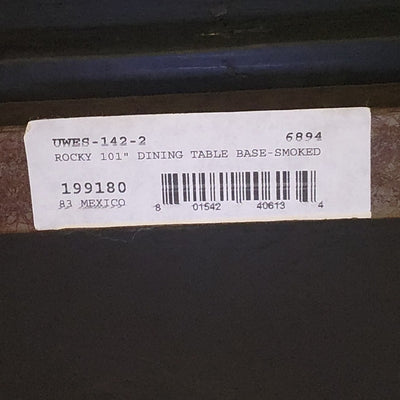 UWES-142-2 6894
ROCKY 101" DINING TABLE BASE-SMOKED
199180
83 MEXICO
8 01542 40613 4